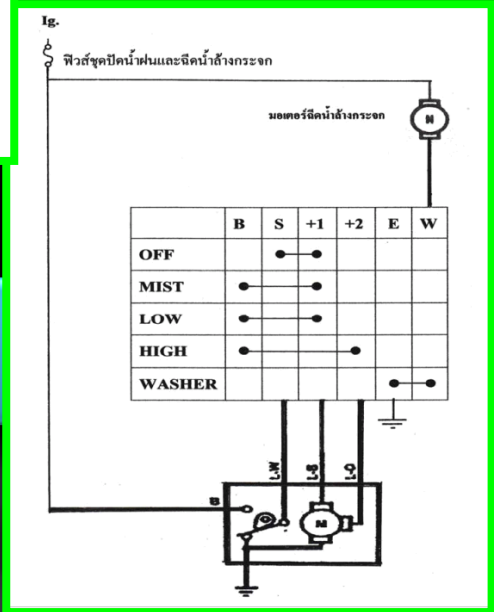 Ig.
ฟิวส์ชุดปัดน้ำฝนและฉีดน้ำล้างกระจก
มอเตอร์ฉีดน้ำล้างกระจก
M
B S +1 +2 E W
OFF
MIST
LOW
HIGH
WASHER
L-W L-B L-O
B
M